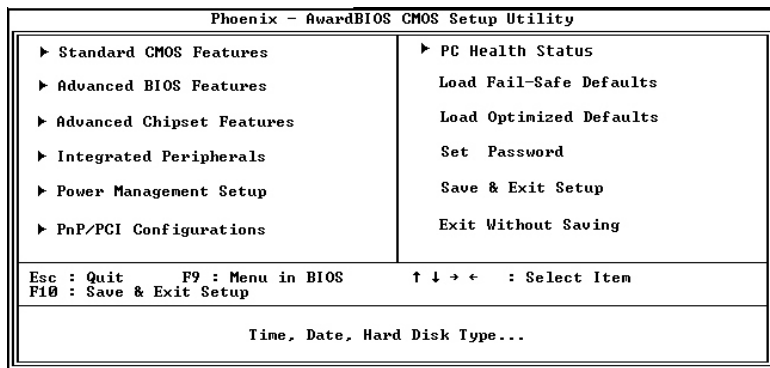 Phoenix - AwardBIOS CMOS Setup Utility
▶ Standard CMOS Features
▶ Advanced BIOS Features
▶ Advanced Chipset Features
▶ Integrated Peripherals
▶ Power Management Setup
▶ PnP/PCI Configurations
▶ PC Health Status
Load Fail-Safe Defaults
Load Optimized Defaults
Set Password
Save & Exit Setup
Exit Without Saving
Esc : Quit F9 : Menu in BIOS ↑ ↓ → ← : Select Item
F10 : Save & Exit Setup
Time, Date, Hard Disk Type...